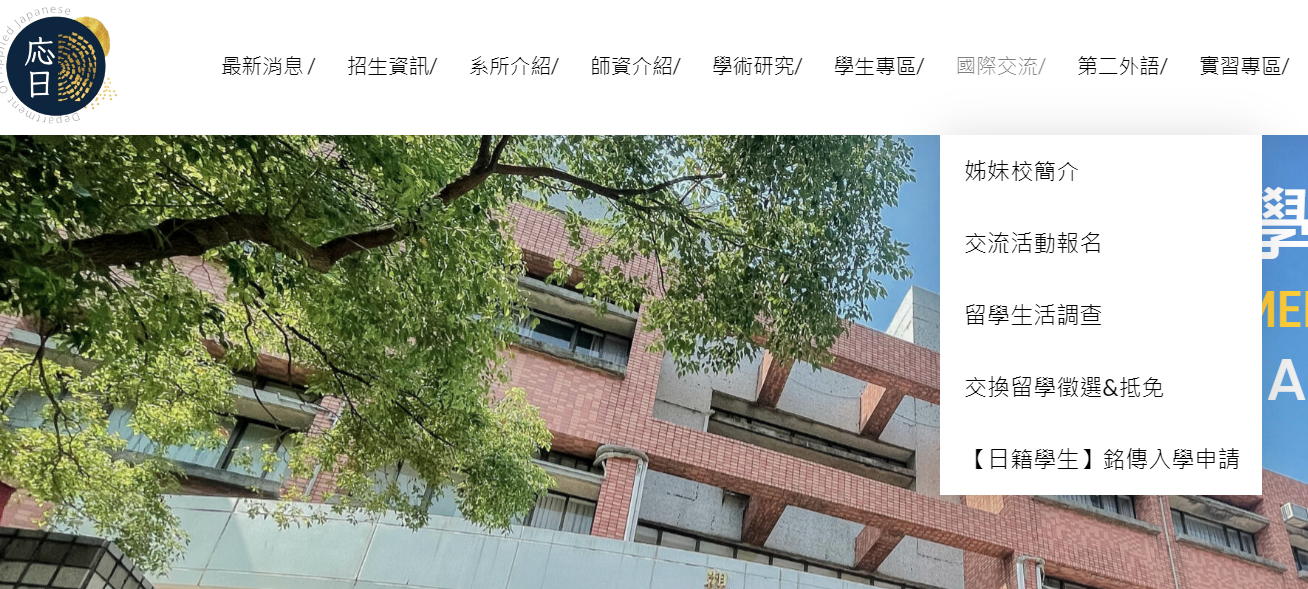 Department Of Applied Japanese
応
日
最新消息 / 招生資訊/ 系所介紹/ 師資介紹/ 學術研究/ 學生專區/ 國際交流/ 第二外語/ 實習專區/
姊妹校簡介
交流活動報名
留學生活調查
交換留學徵選&抵免
【日籍學生】銘傳入學申請
學
A